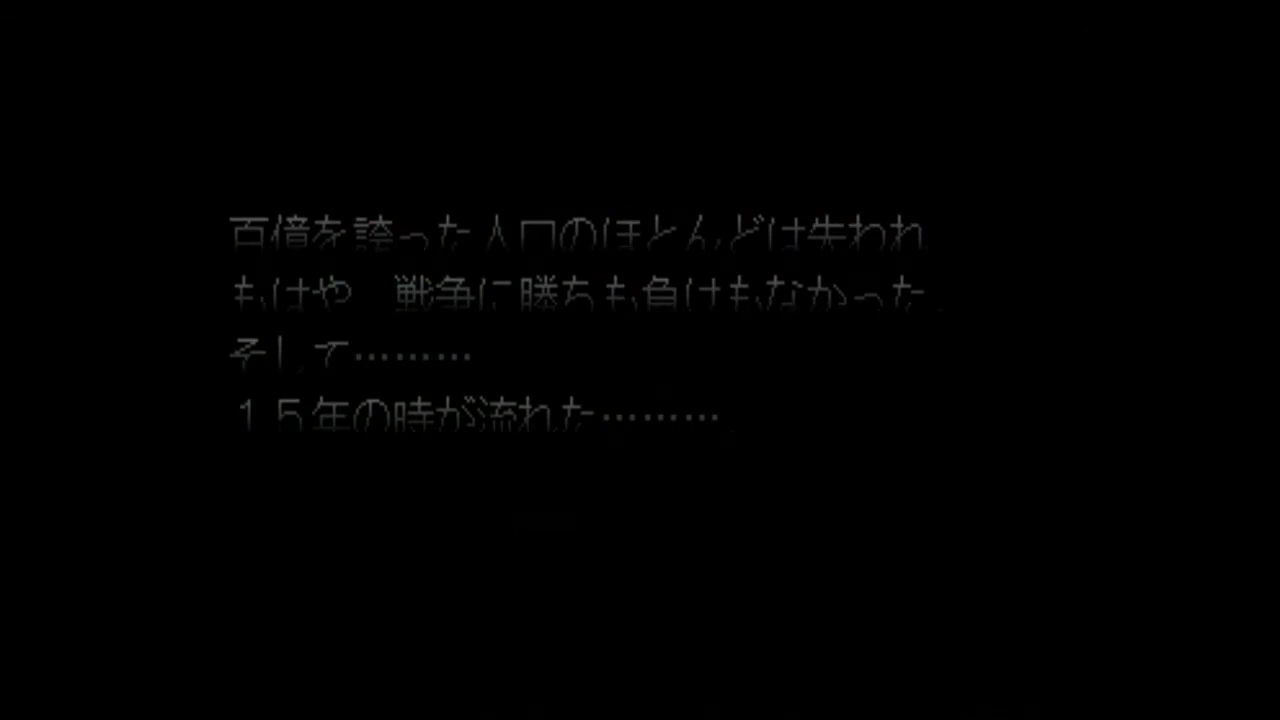 百億を誇った人口のほとんどは失われ
もはや　戦争に勝ちも負けもなかった。
そして………
１５年の時が流れた………。